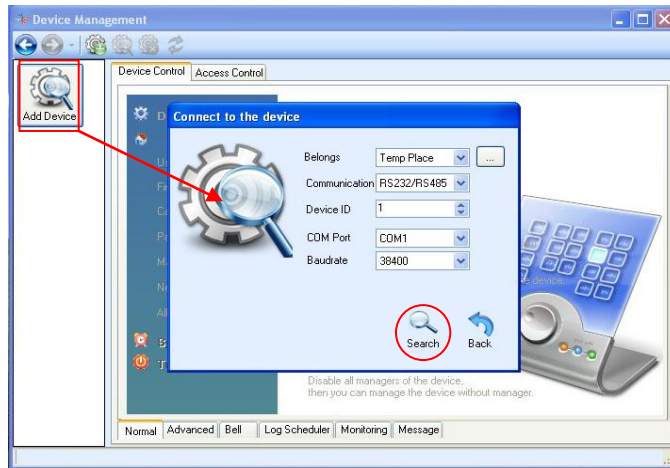 Device Management
Device Control Access Control
Add Device
Connect to the device
Belongs Temp Place ...
Communication RS232/RS485
Device ID 1
COM Port COM1
Baudrate 38400
Search Back
Disable all managers of the device,
then you can manage the device without manager.
Normal Advanced Bell Log Scheduler Monitoring Message